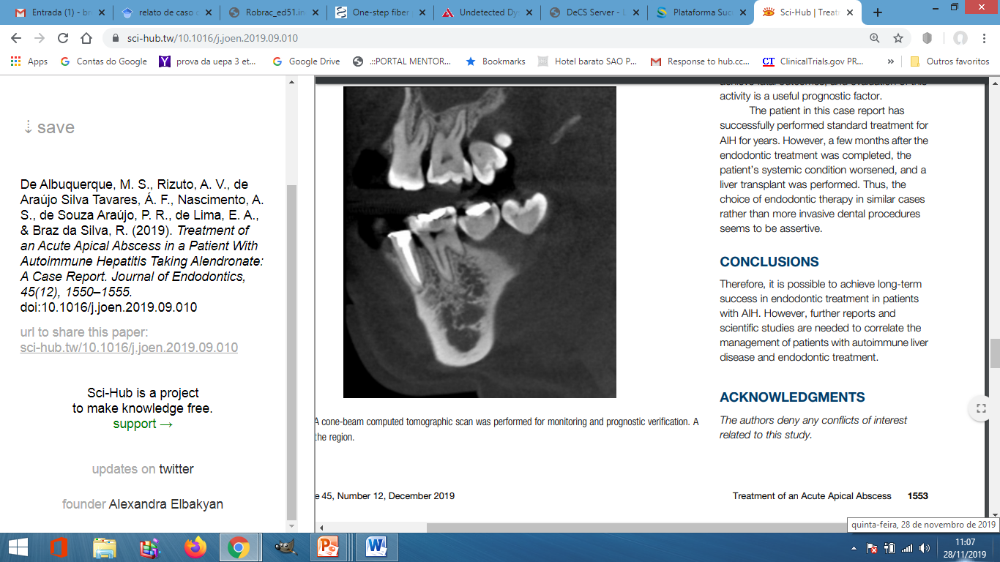 Entrada (1) - br
relato de caso c
Robrac_ed51.in
One-step fiber
Undetected Dy
DeCS Server - L
Plataforma Suc
Sci-Hub | Treat
sci-hub.tw/10.1016/j.joen.2019.09.010
Apps
Contas do Google
prova da uepa 3 et...
Google Drive
.::PORTAL MENTOR...
Bookmarks
Hotel barato SAO P...
Response to hub.cc...
CT
ClinicalTrials.gov PR...
»
Outros favoritos
⇣ save
De Albuquerque, M. S., Rizuto, A. V., de
Araújo Silva Tavares, Á. F., Nascimento, A.
S., de Souza Araújo, P. R., de Lima, E. A.,
& Braz da Silva, R. (2019). Treatment of
an Acute Apical Abscess in a Patient With
Autoimmune Hepatitis Taking Alendronate:
A Case Report. Journal of Endodontics,
45(12), 1550–1555.
doi:10.1016/j.joen.2019.09.010
url to share this paper:
sci-hub.tw/10.1016/j.joen.2019.09.010
Sci-Hub is a project
to make knowledge free.
support →
updates on twitter
founder Alexandra Elbakyan
activity is a useful prognostic factor.
The patient in this case report has
successfully performed standard treatment for
AIH for years. However, a few months after the
endodontic treatment was completed, the
patient's systemic condition worsened, and a
liver transplant was performed. Thus, the
choice of endodontic therapy in similar cases
rather than more invasive dental procedures
seems to be assertive.
CONCLUSIONS
Therefore, it is possible to achieve long-term
success in endodontic treatment in patients
with AIH. However, further reports and
scientific studies are needed to correlate the
management of patients with autoimmune liver
disease and endodontic treatment.
ACKNOWLEDGMENTS
The authors deny any conflicts of interest
related to this study.
A cone-beam computed tomographic scan was performed for monitoring and prognostic verification. A
the region.
e 45, Number 12, December 2019
Treatment of an Acute Apical Abscess 1553
quinta-feira, 28 de novembro de 2019
11:07
28/11/2019